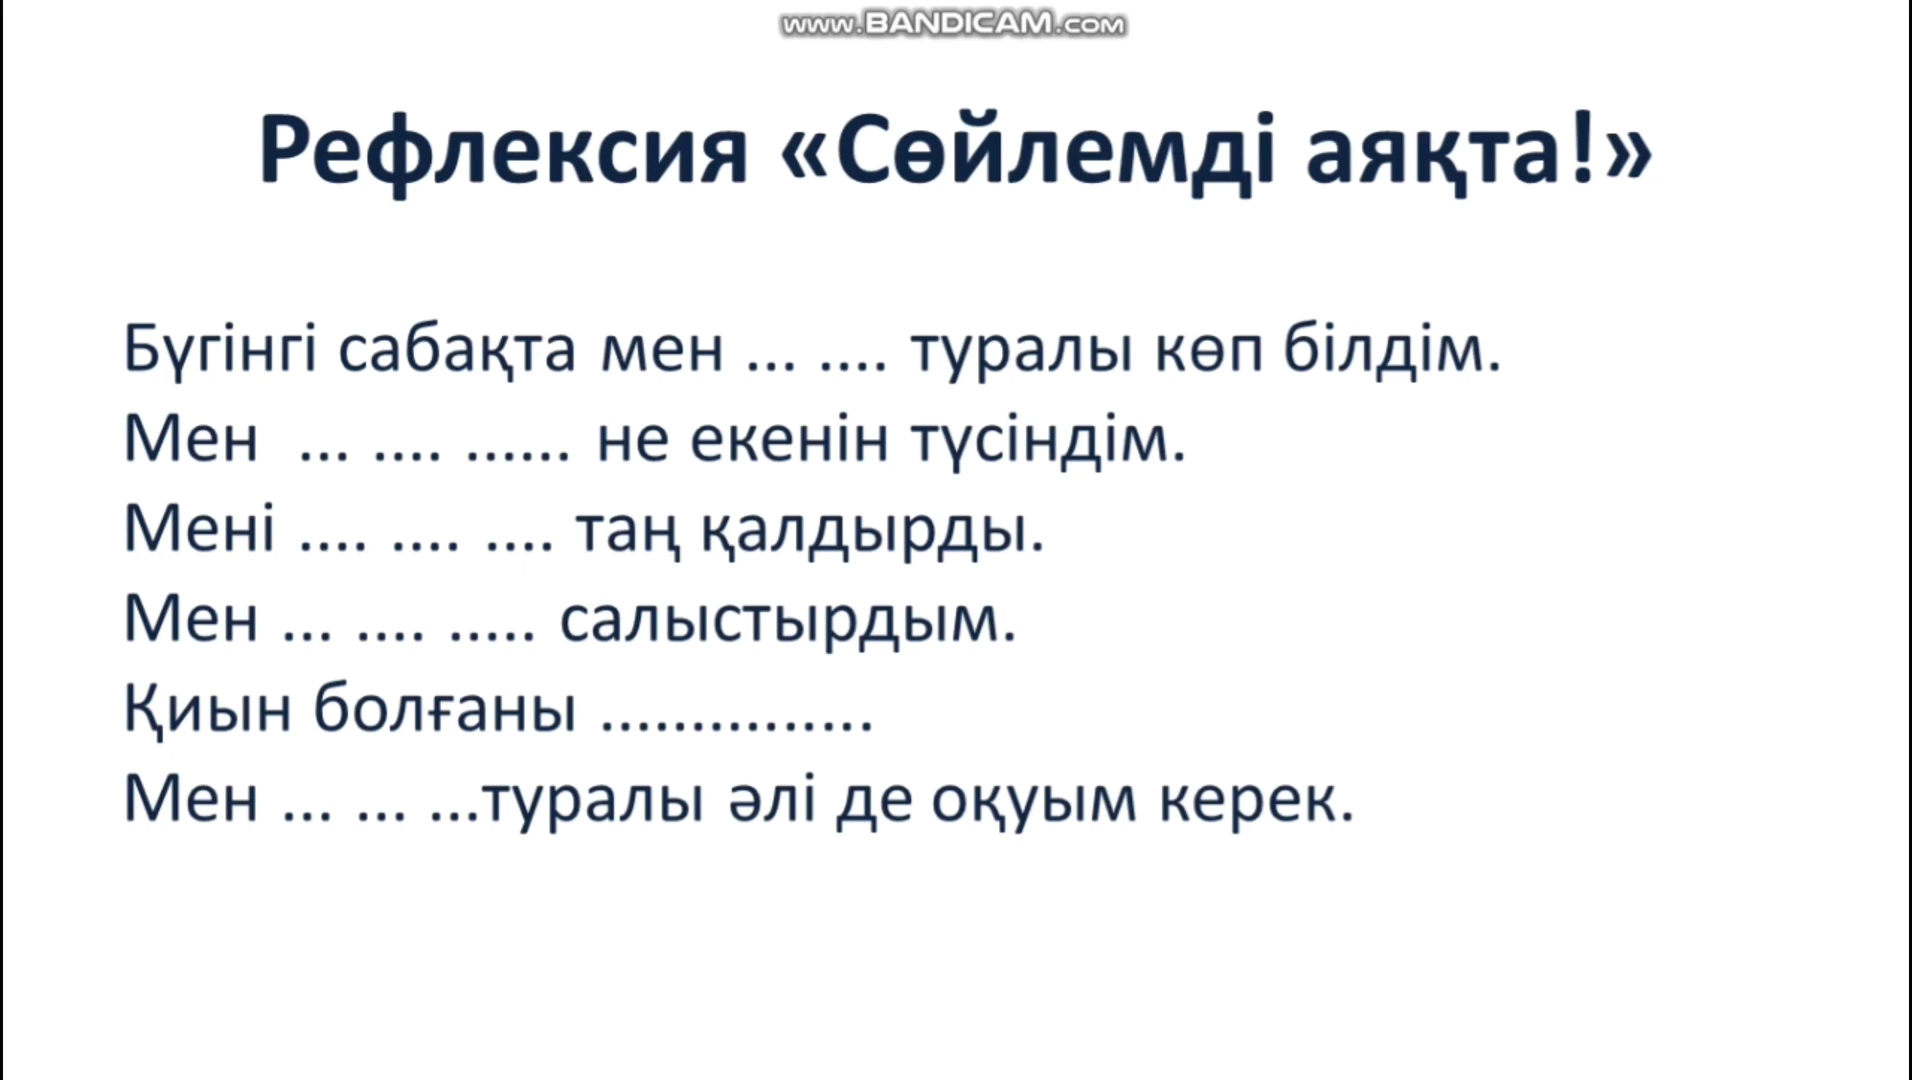 www.BANDICAM.com
Рефлексия «Сөйлемді аяқта!»
Бүгінгі сабақта мен ... .... туралы көп білдім.
Мен ... .... ...... не екенін түсіндім.
Мені .... .... .... таң қалдырды.
Мен ... .... ..... салыстырдым.
Қиын болғаны ...............
Мен ... ... ...туралы әлі де оқуым керек.